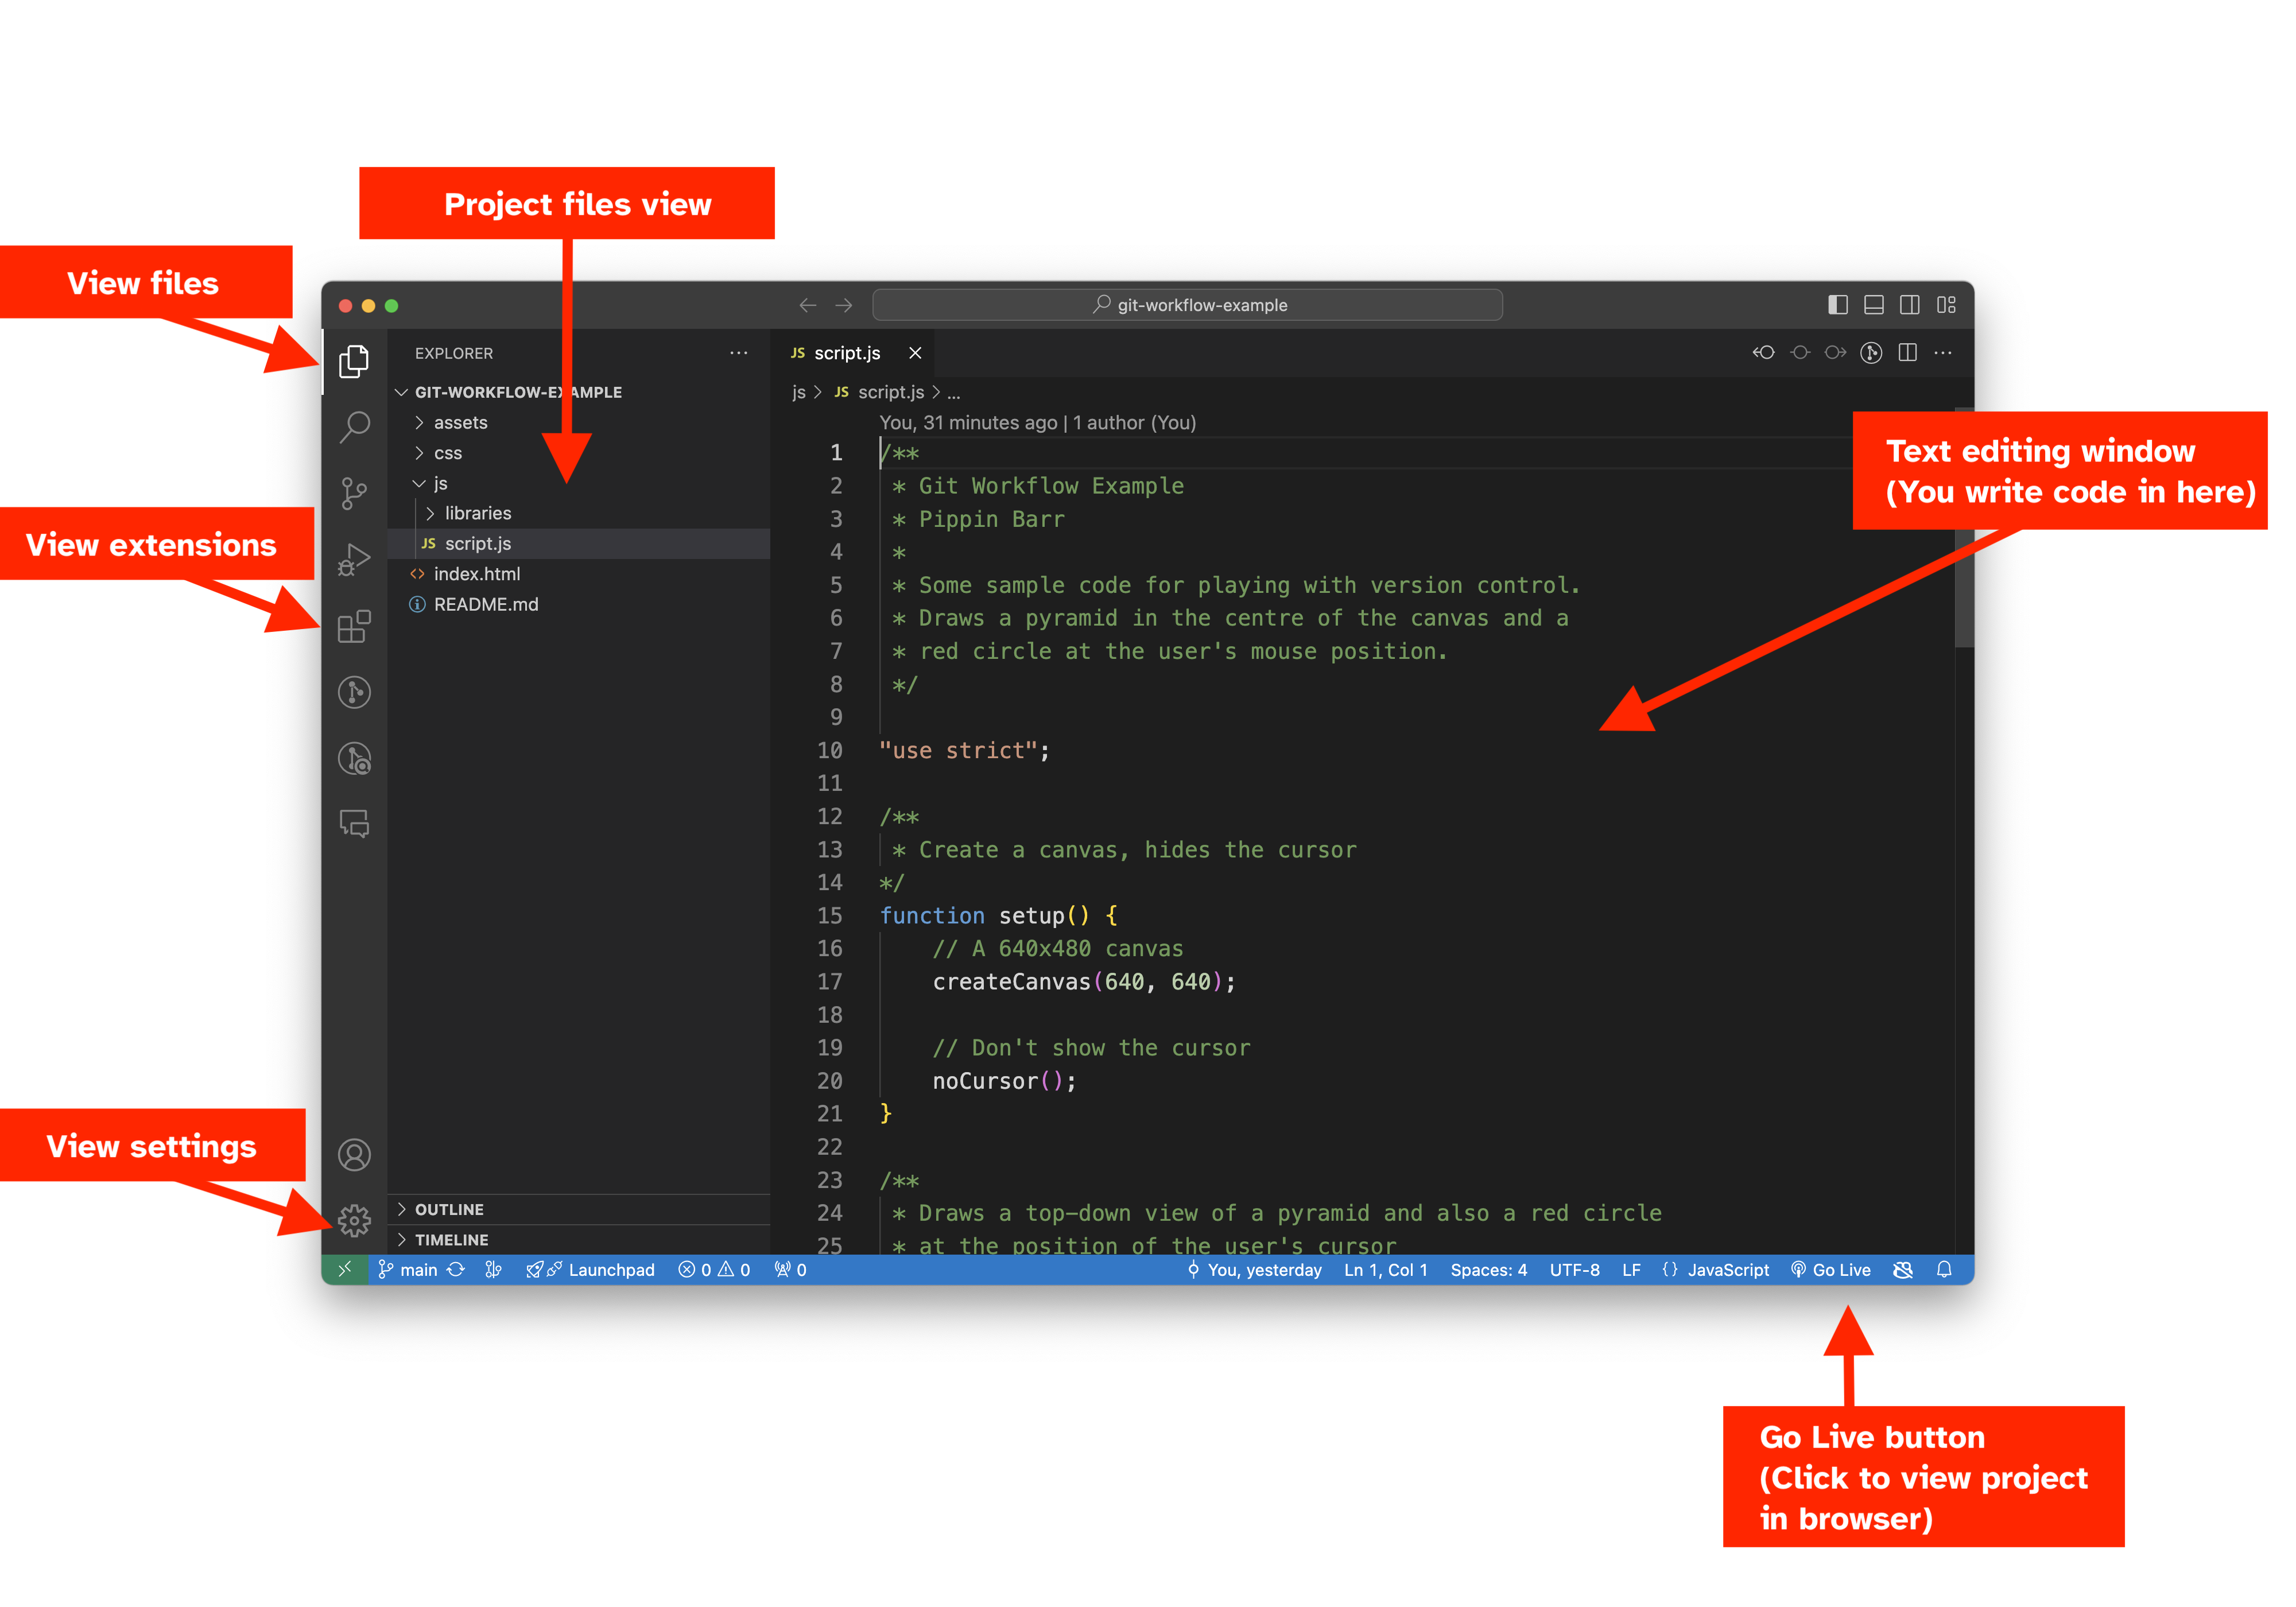 Project files view
View files
git-workflow-example
EXPLORER
JS script.js
GIT-WORKFLOW-EXAMPLE
js > JS script.js > ...
assets
You, 31 minutes ago | 1 author (You)
css
js
libraries
JS script.js
index.html
README.md
Text editing window
(You write code in here)
View extensions
1 /**
2 * Git Workflow Example
3 * Pippin Barr
4 *
5 * Some sample code for playing with version control.
6 * Draws a pyramid in the centre of the canvas and a
7 * red circle at the user's mouse position.
8 */
9
10 "use strict";
11
12 /**
13 * Create a canvas, hides the cursor
14 */
15 function setup() {
16 // A 640x480 canvas
17 createCanvas(640, 640);
18
19 // Don't show the cursor
20 noCursor();
21 }
22
23 /**
24 * Draws a top-down view of a pyramid and also a red circle
25 * at the position of the user's cursor
View settings
OUTLINE
TIMELINE
main Launchpad 0 0 0 You, yesterday Ln 1, Col 1 Spaces: 4 UTF-8 LF {} JavaScript Go Live
Go Live button
(Click to view project
in browser)